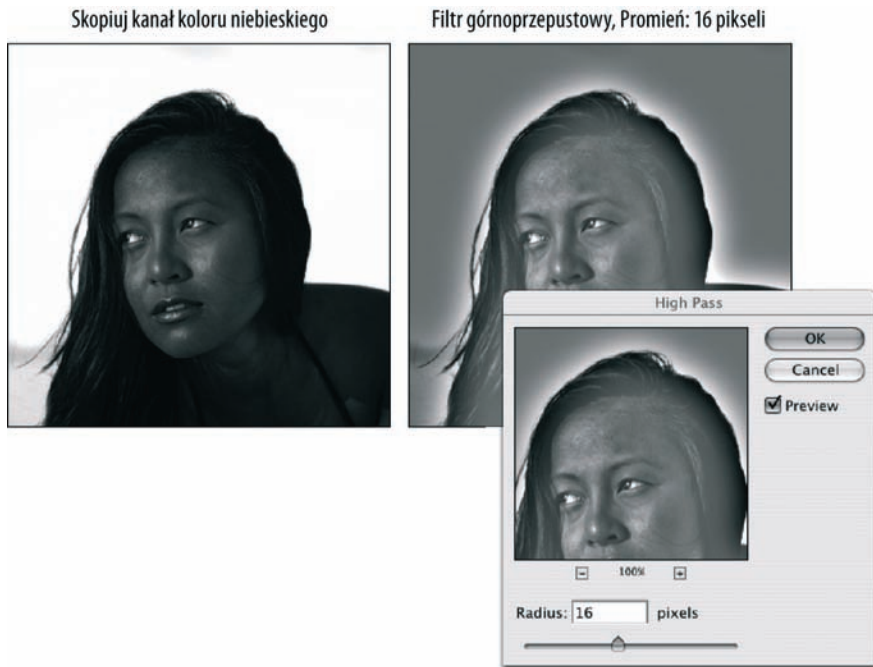 Skopiuj kanał koloru niebieskiego
Filtr górnoprzepustowy, Promień: 16 pikseli
High Pass
OK
Cancel
Preview
100%
Radius: 16 pixels